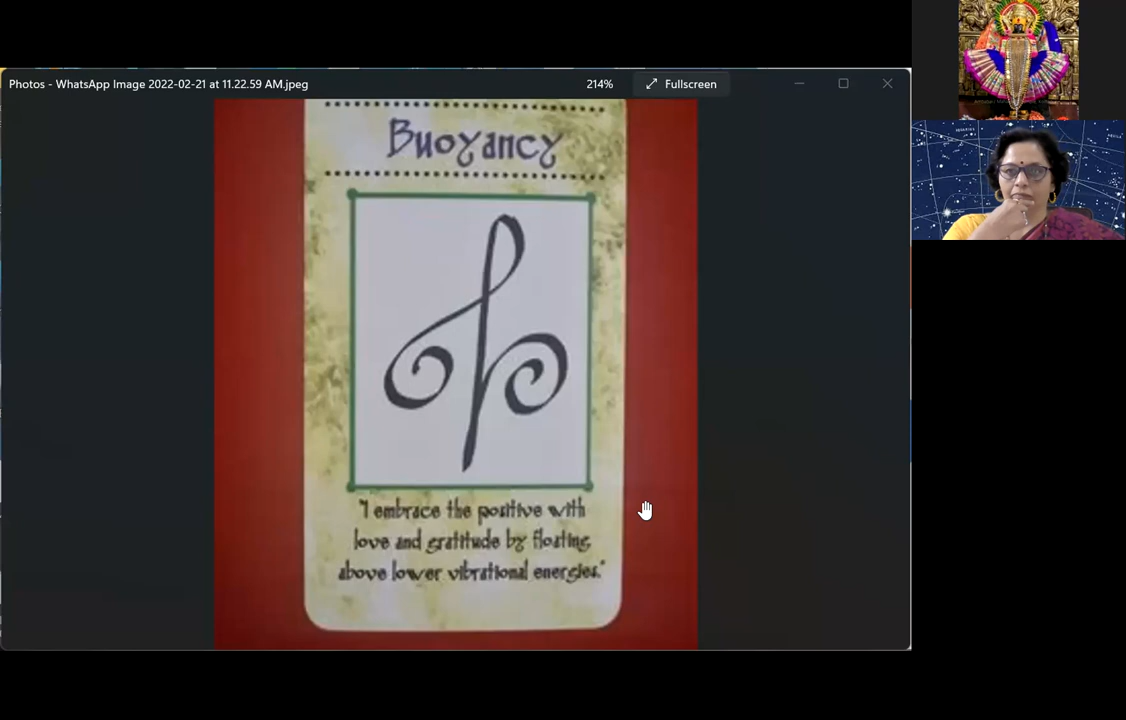 Photos - WhatsApp Image 2022-02-21 at 11.22.59 AM.jpeg
214%
Fullscreen
Buoyancy
"I embrace the positive with
love and gratitude by floating
above lower vibrational energies."